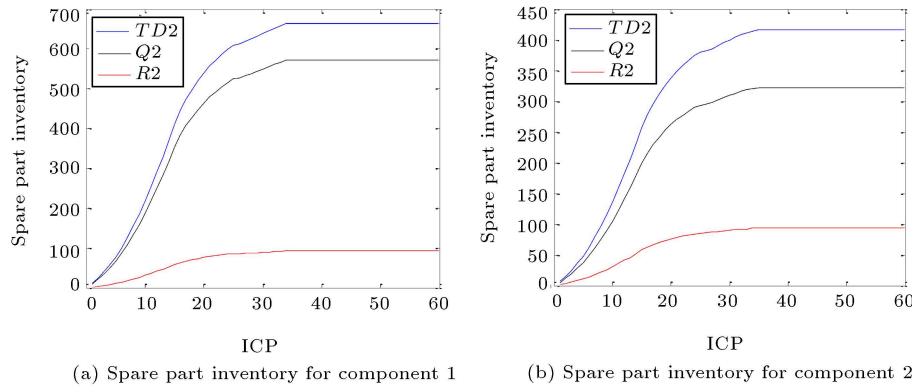 700
600
500
400
300
200
100
0
TD2
Q2
R2
Spare part inventory
0 10 20 30 40 50 60
ICP
(a) Spare part inventory for component 1
450
400
350
300
250
200
150
100
50
0
TD2
Q2
R2
Spare part inventory
0 10 20 30 40 50 60
ICP
(b) Spare part inventory for component 2